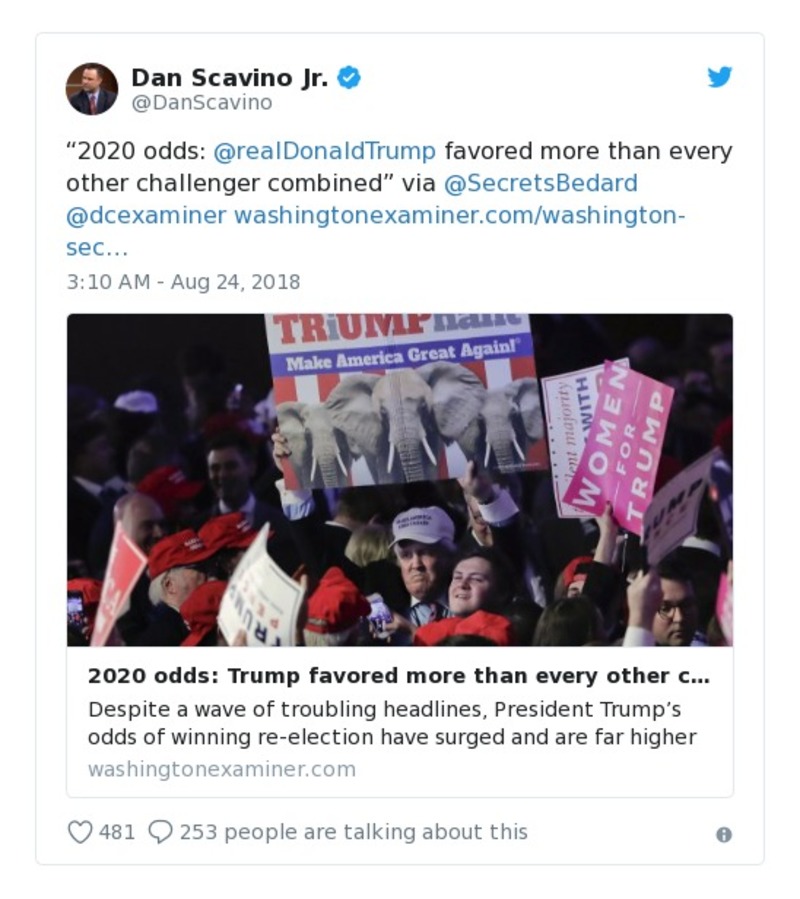 Dan Scavino Jr.
@DanScavino
“2020 odds: @realDonaldTrump favored more than every
other challenger combined” via @SecretsBedard
@dcexaminer washingtonexaminer.com/washington-
sec…
3:10 AM - Aug 24, 2018
TRiUMPhant
Make America Great Again!
WITH
majority
WOMEN
FOR
TRUMP
2020 odds: Trump favored more than every other c...
Despite a wave of troubling headlines, President Trump’s
odds of winning re-election have surged and are far higher
washingtonexaminer.com
481 253 people are talking about this